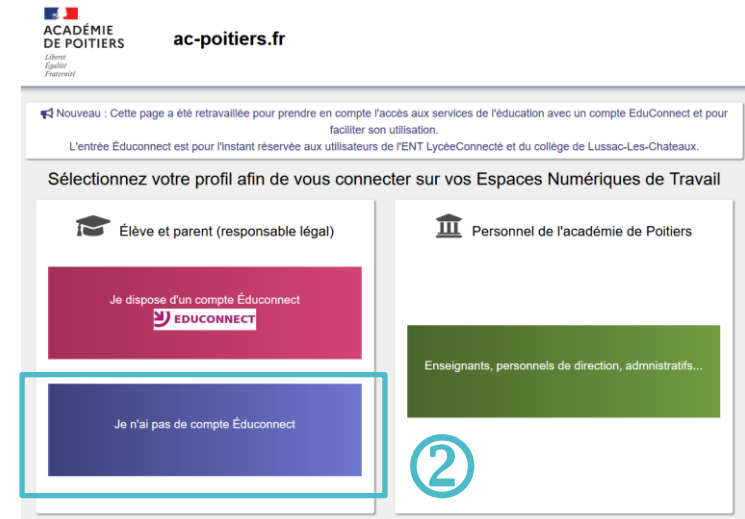 ACADÉMIE
DE POITIERS
Liberté
Égalité
Fraternité
ac-poitiers.fr
Nouveau : Cette page a été retravaillée pour prendre en compte l'accès aux services de l'éducation avec un compte EduConnect et pour
faciliter son utilisation.
L'entrée Éduconnect est pour l'instant réservée aux utilisateurs de l'ENT LycéeConnecté et du collège de Lussac-Les-Chateaux.
Sélectionnez votre profil afin de vous connecter sur vos Espaces Numériques de Travail
Élève et parent (responsable légal)
Je dispose d'un compte Éduconnect
EDUCONNECT
Je n'ai pas de compte Éduconnect
Personnel de l'académie de Poitiers
Enseignants, personnels de direction, admnistratifs...
②